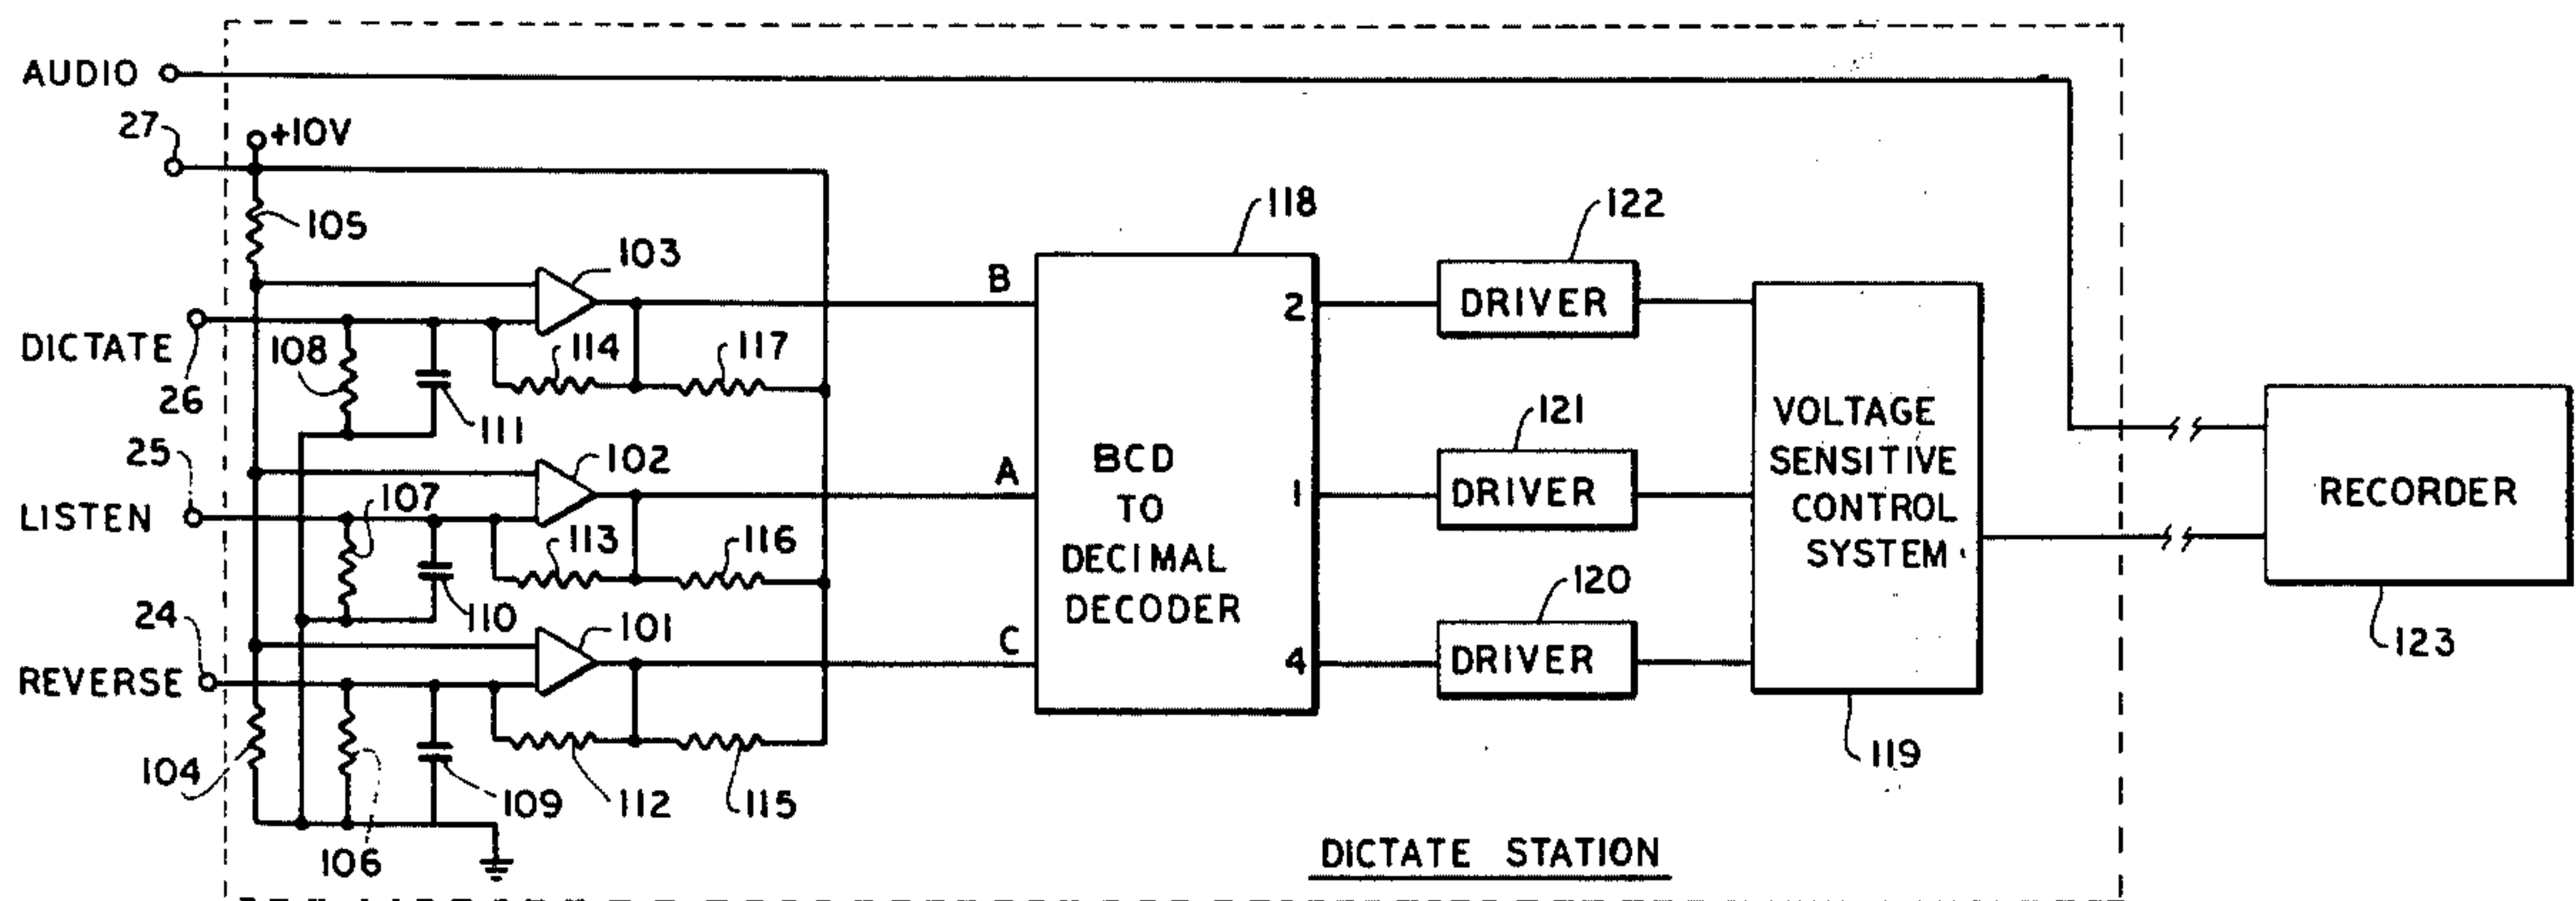 AUDIO
27
+10V
105
103
118
122
B
2
DRIVER
DICTATE
108
114
117
26
111
25
102
121
VOLTAGE
SENSITIVE
CONTROL
SYSTEM
BCD
TO
DECIMAL
DECODER
A
1
DRIVER
RECORDER
LISTEN
107
113
116
110
24
101
120
C
4
DRIVER
REVERSE
123
104
109
112
115
119
106
DICTATE STATION